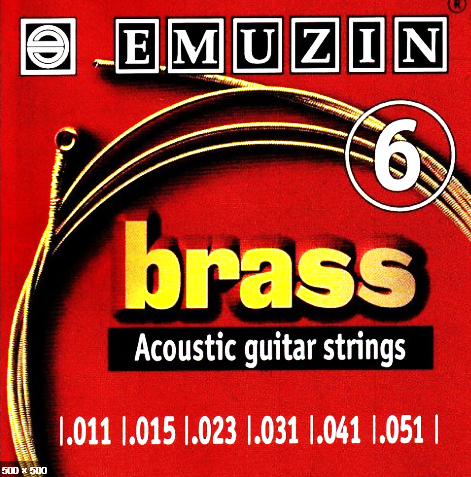 EMUZIN ®
6
brass
Acoustic guitar strings
|.011 |.015 |.023 |.031 |.041 |.051 |
500 × 500